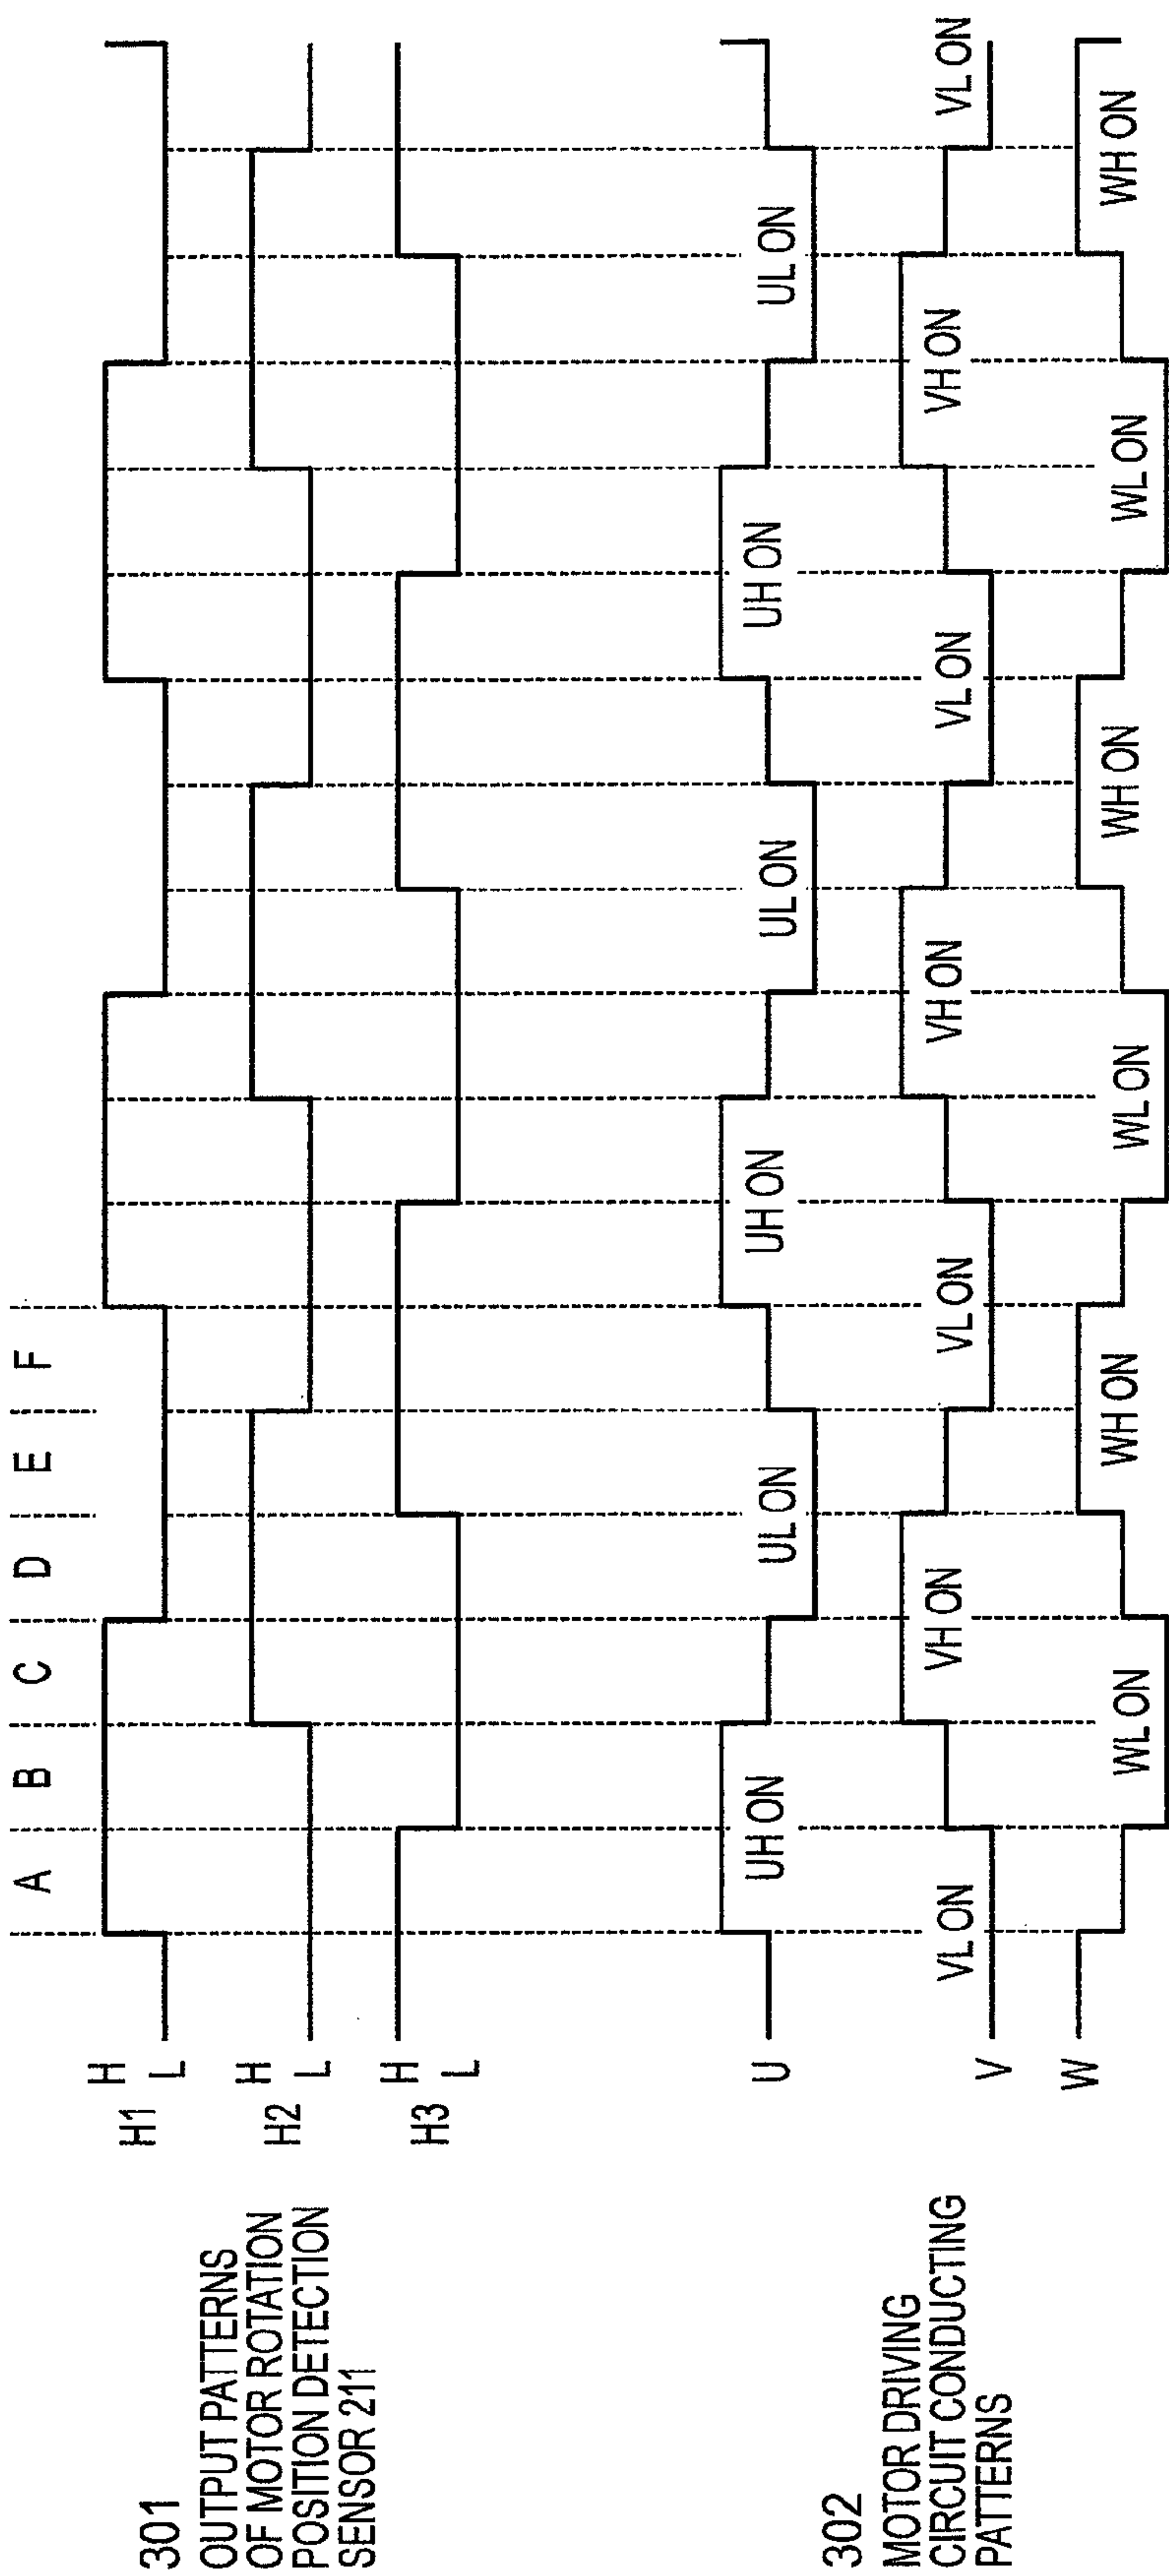 A B C D E F
301
OUTPUT PATTERNS
OF MOTOR ROTATION
POSITION DETECTION
SENSOR 211
H1
H
L
H2
H
L
H3
H
L
302
MOTOR DRIVING
CIRCUIT CONDUCTING
PATTERNS
U
UH ON
UL ON
UH ON
UL ON
UH ON
UL ON
V
VL ON
VH ON
VL ON
VH ON
VL ON
VH ON
VL ON
W
WL ON
WH ON
WL ON
WH ON
WL ON
WH ON